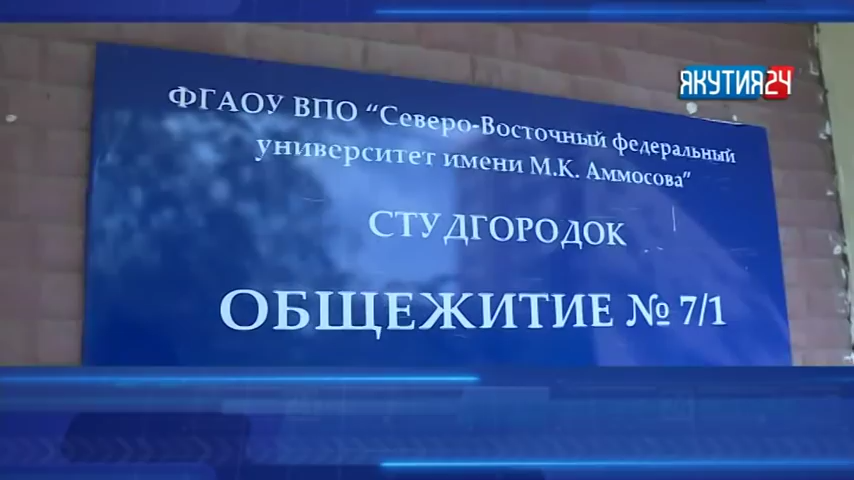 ЯКУТИЯ24
ФГАОУ ВПО “Северо-Восточный федеральный
университет имени М.К. Аммосова”
СТУДГОРОДОК
ОБЩЕЖИТИЕ № 7/1